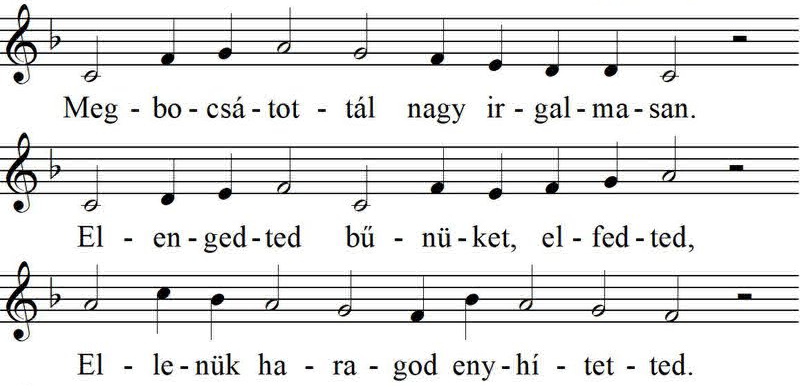 Meg - bo - csá - tot - tál nagy ir - gal - ma - san.
El - en - ged - ted bű - nü - ket, el - fed - ted,
El - le - nük ha - ra - god eny - hí - tet - ted.